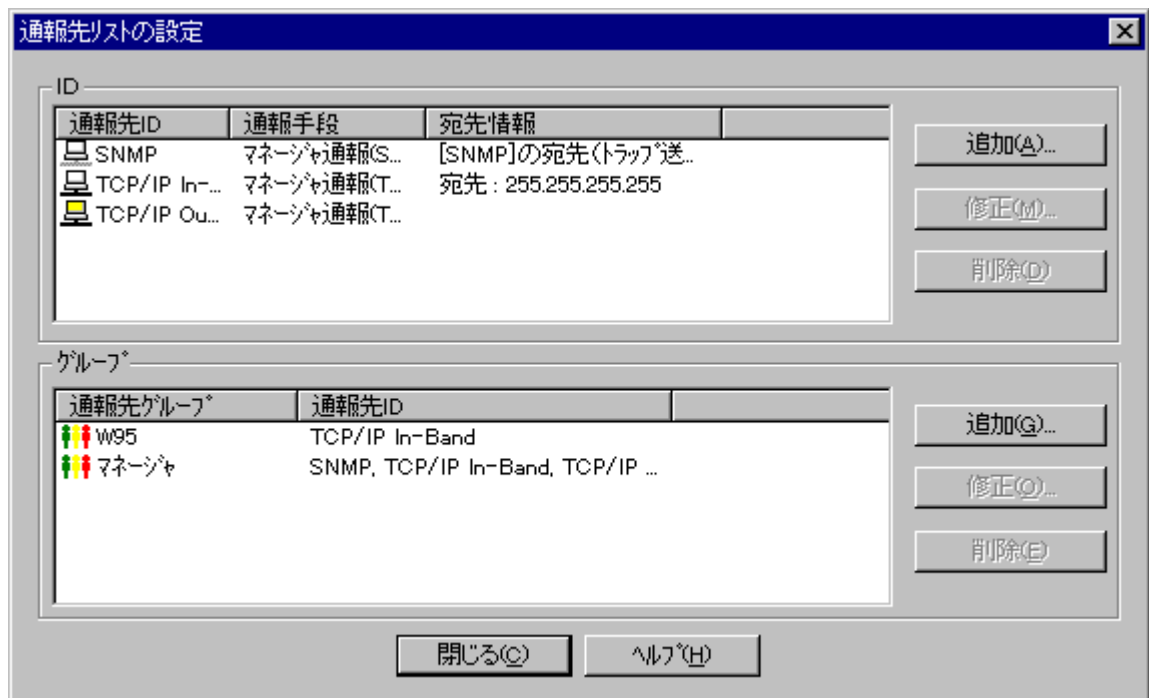 通報先リストの設定
ID
通報先ID 通報手段 宛先情報
SNMP ﾏﾈｰｼﾞｬ通報(S... [SNMP]の宛先(ﾄﾗｯﾌﾟ送...
TCP/IP In-... ﾏﾈｰｼﾞｬ通報(T... 宛先 : 255.255.255.255
TCP/IP Ou... ﾏﾈｰｼﾞｬ通報(T...
追加(A)...
修正(M)...
削除(D)
ｸﾞﾙｰﾌﾟ
通報先ｸﾞﾙｰﾌﾟ 通報先ID
W95 TCP/IP In-Band
ﾏﾈｰｼﾞｬ SNMP, TCP/IP In-Band, TCP/IP ...
追加(G)...
修正(O)...
削除(E)
閉じる(C) ﾍﾙﾌﾟ(H)